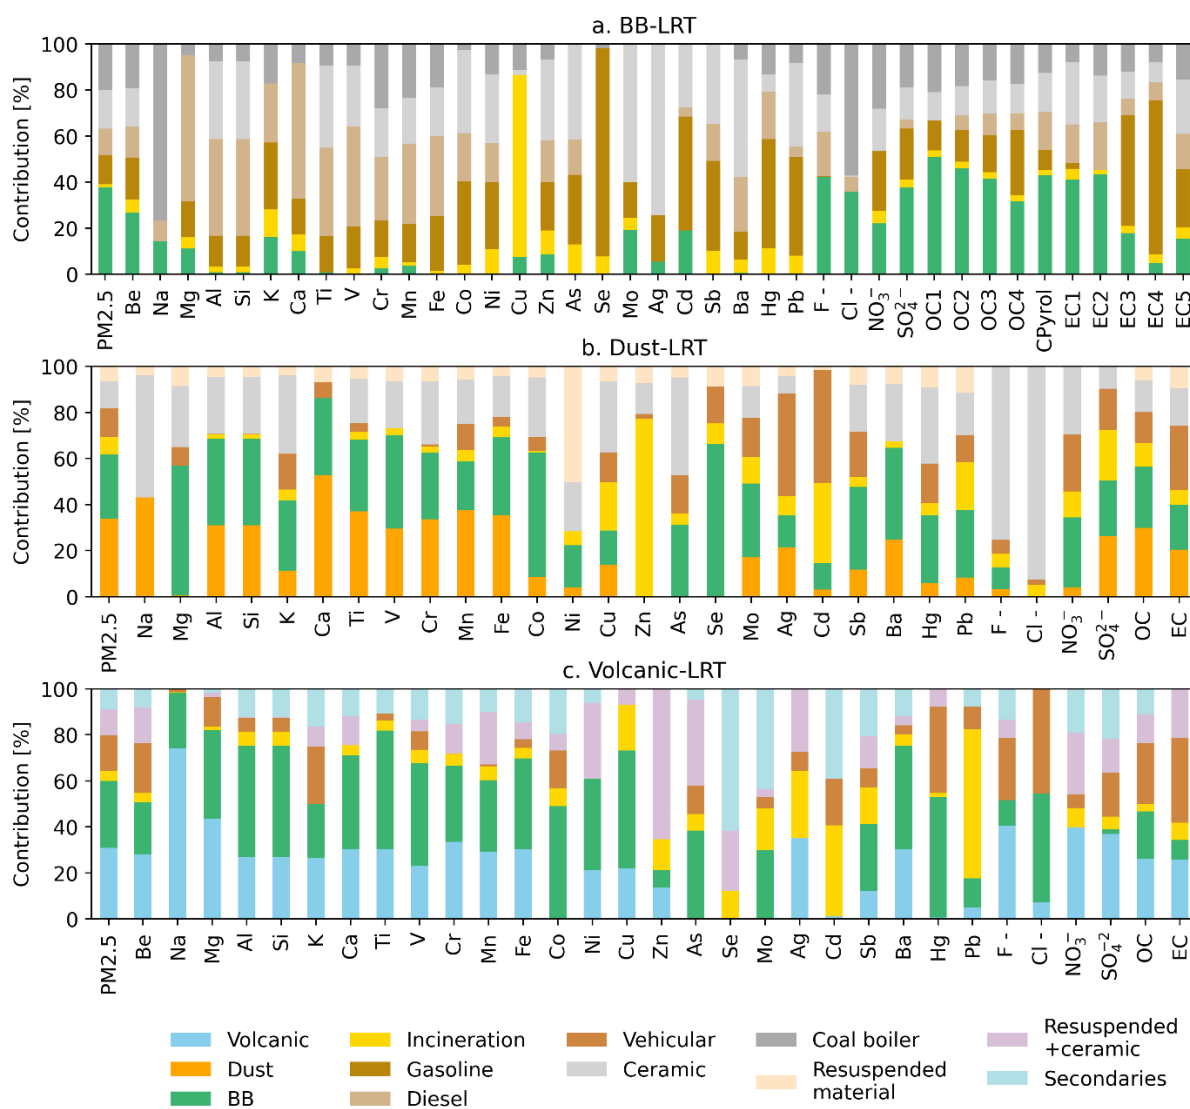 a. BB-LRT
Contribution [%]
100
80
60
40
20
0
PM2.5 Be Na Mg Al Si K Ca Ti V Cr Mn Fe Co Ni Cu Zn As Se Mo Ag Cd Sb Ba Hg Pb F - Cl - NO₃⁻ SO₄²⁻ OC1 OC2 OC3 OC4 CPyrol EC1 EC2 EC3 EC4 EC5
b. Dust-LRT
Contribution [%]
100
80
60
40
20
0
PM2.5 Na Mg Al Si K Ca Ti V Cr Mn Fe Co Ni Cu Zn As Se Mo Ag Cd Sb Ba Hg Pb F - Cl - NO₃⁻ SO₄²⁻ OC EC
c. Volcanic-LRT
Contribution [%]
100
80
60
40
20
0
PM2.5 Be Na Mg Al Si K Ca Ti V Cr Mn Fe Co Ni Cu Zn As Se Mo Ag Cd Sb Ba Hg Pb F - Cl - NO₃⁻ SO₄⁻² OC EC
Volcanic
Dust
BB
Incineration
Gasoline
Diesel
Vehicular
Ceramic
Coal boiler
Resuspended
material
Resuspended
+ceramic
Secondaries